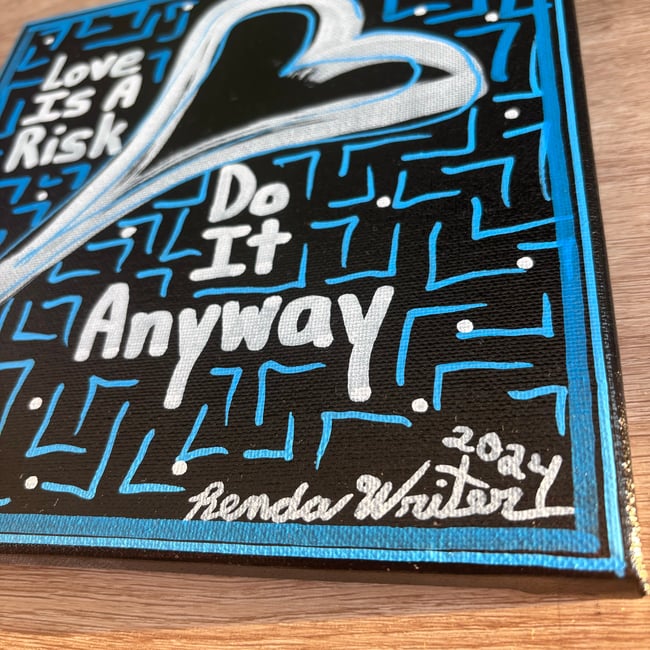 Love
Is A
Risk
Do
It
Anyway
2024
Renda Writer